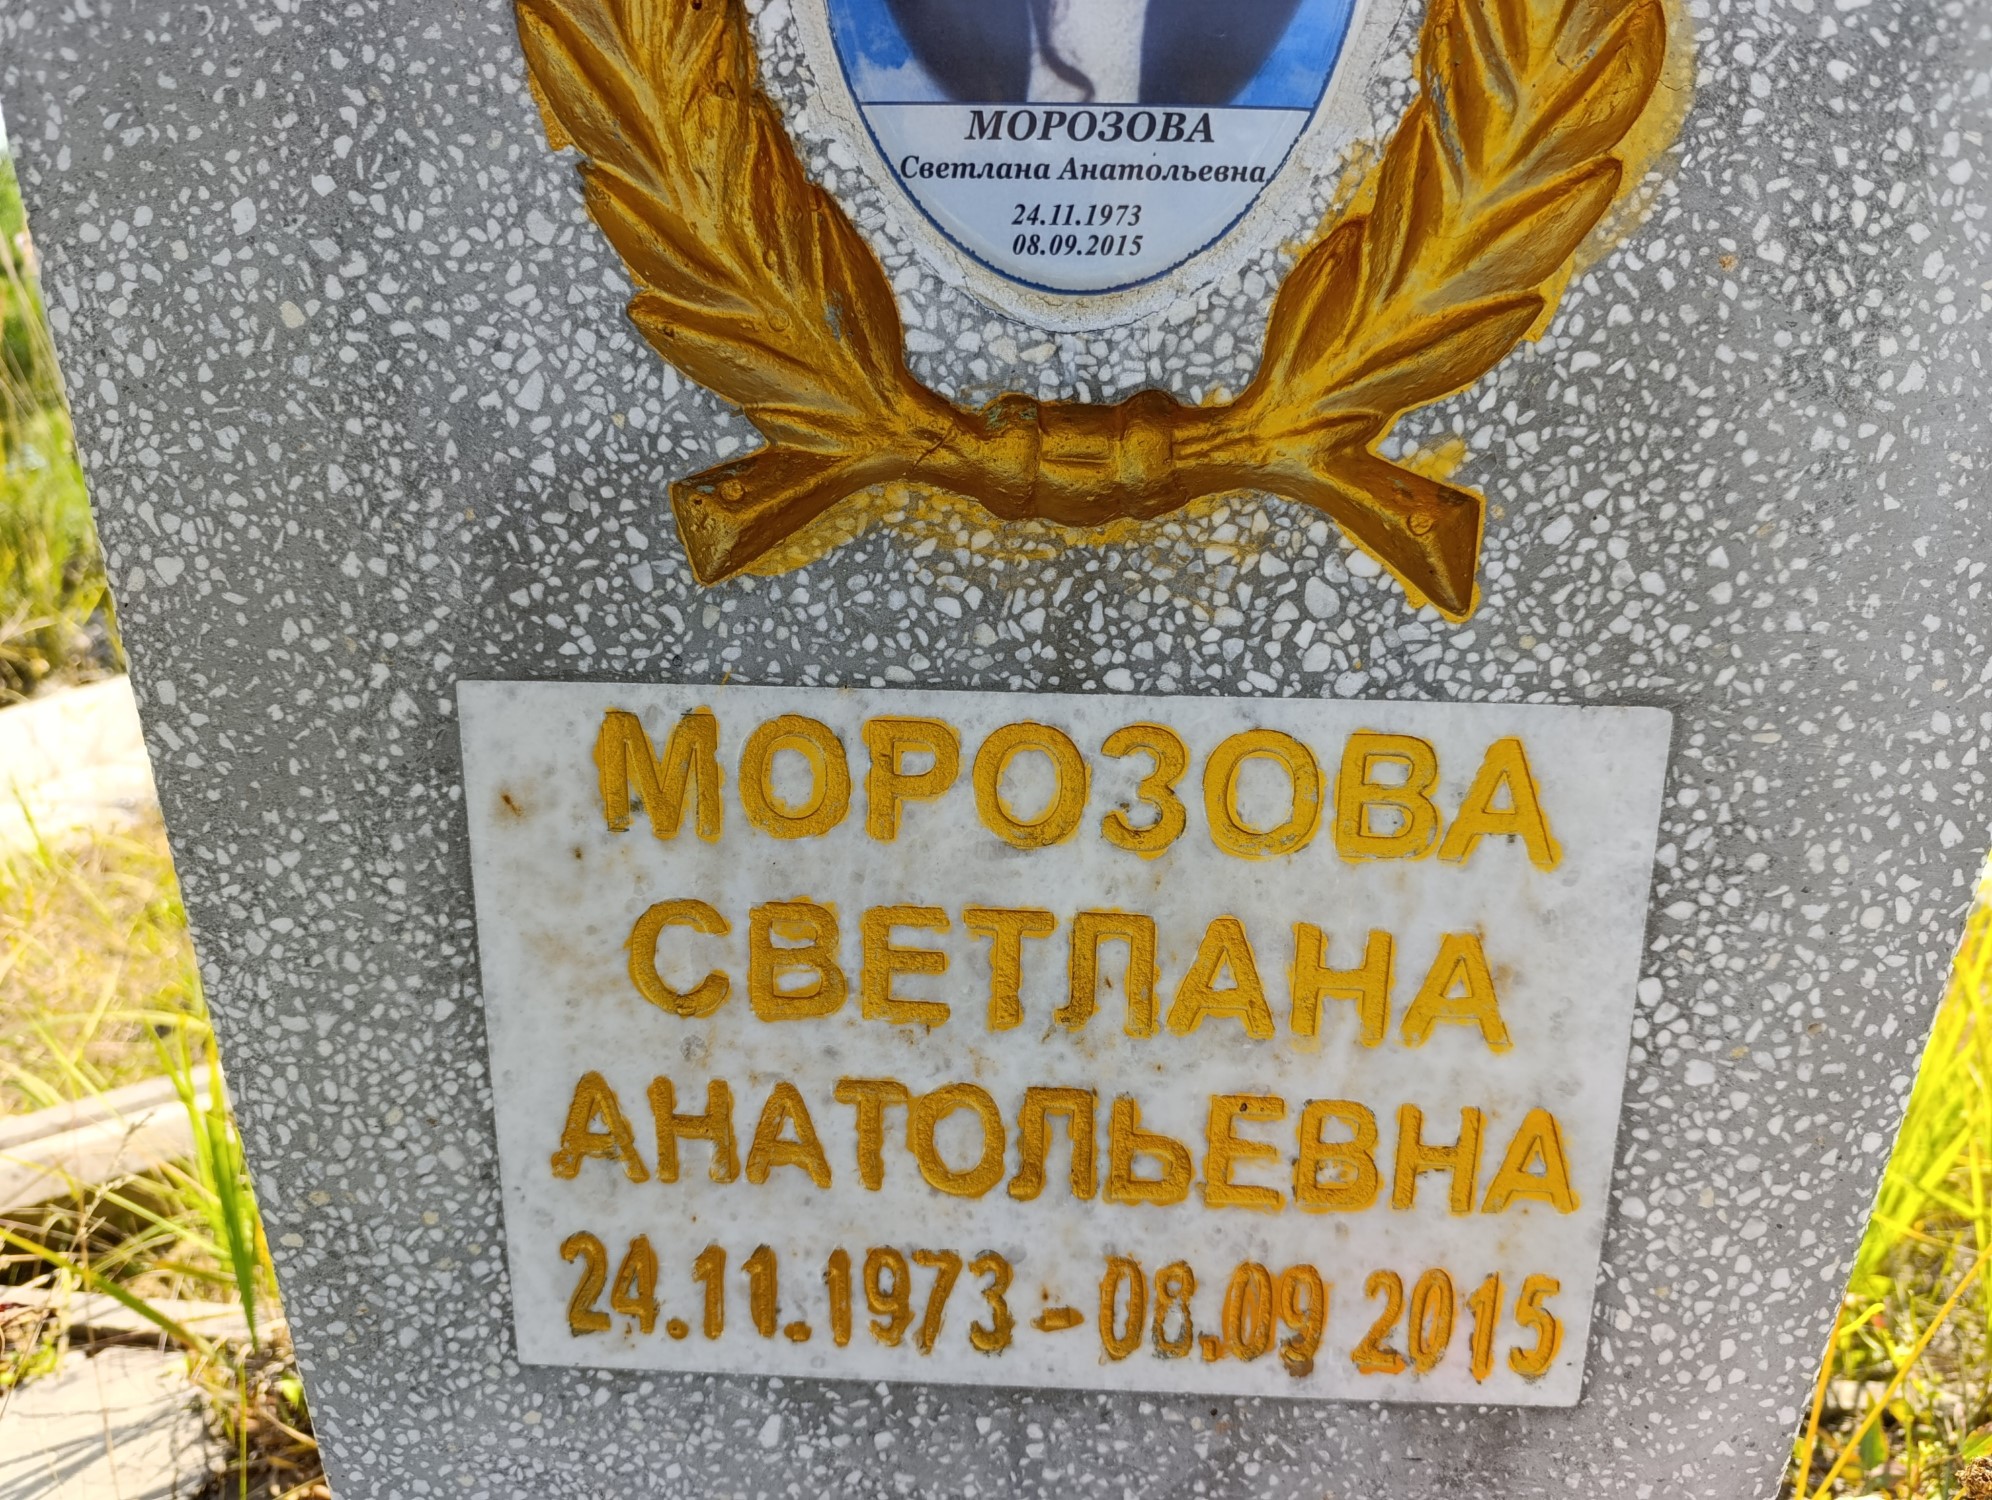 МОРОЗОВА
Светлана Анатольевна
24.11.1973
08.09.2015
МОРОЗОВА
СВЕТЛАНА
АНАТОЛЬЕВНА
24.11.1973-08.09 2015